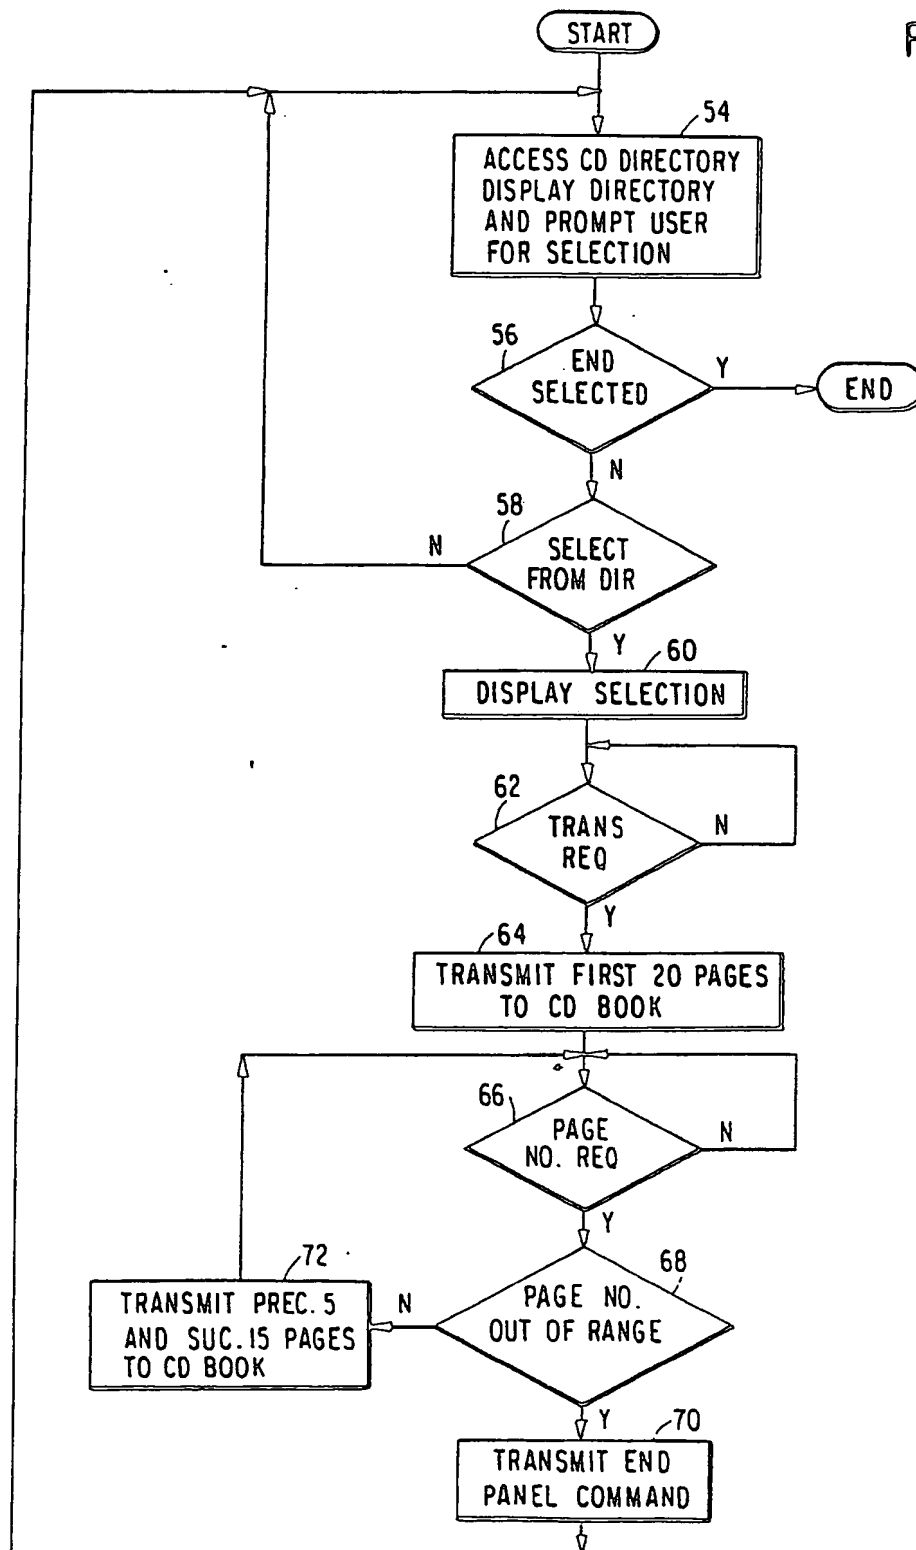 START
54
ACCESS CD DIRECTORY
DISPLAY DIRECTORY
AND PROMPT USER
FOR SELECTION
56
END
SELECTED
Y
END
N
58
N
SELECT
FROM DIR
Y
60
DISPLAY SELECTION
62
TRANS
REQ
N
Y
64
TRANSMIT FIRST 20 PAGES
TO CD BOOK
66
PAGE
NO. REQ
N
Y
72
68
TRANSMIT PREC. 5
AND SUC. 15 PAGES
TO CD BOOK
N
PAGE NO.
OUT OF RANGE
Y
70
TRANSMIT END
PANEL COMMAND